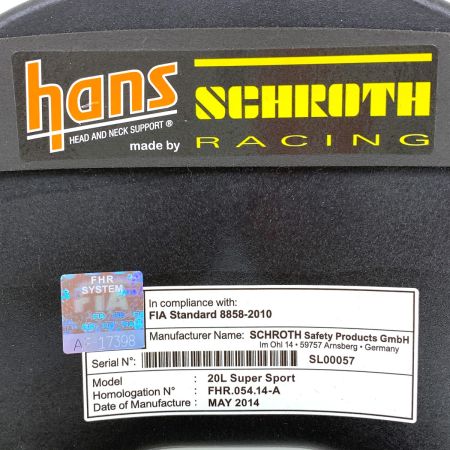 hans
HEAD AND NECK SUPPORT ®
made by
SCHROTH
RACING
FHR
SYSTEM
FIA
17398
In compliance with:
FIA Standard 8858-2010
Manufacturer Name: SCHROTH Safety Products GmbH
Im Ohl 14 • 59757 Arnsberg • Germany
Serial N°: SL00057
Model : 20L Super Sport
Homologation N° : FHR.054.14-A
Date of Manufacture : MAY 2014